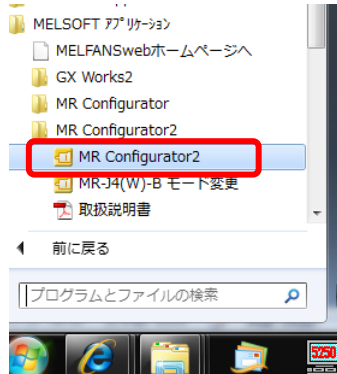 MELSOFT ｱﾌﾟﾘｹｰｼｮﾝ
MELFANSwebホームページへ
GX Works2
MR Configurator
MR Configurator2
MR Configurator2
MR-J4(W)-B モード変更
取扱説明書
前に戻る
プログラムとファイルの検索
5250